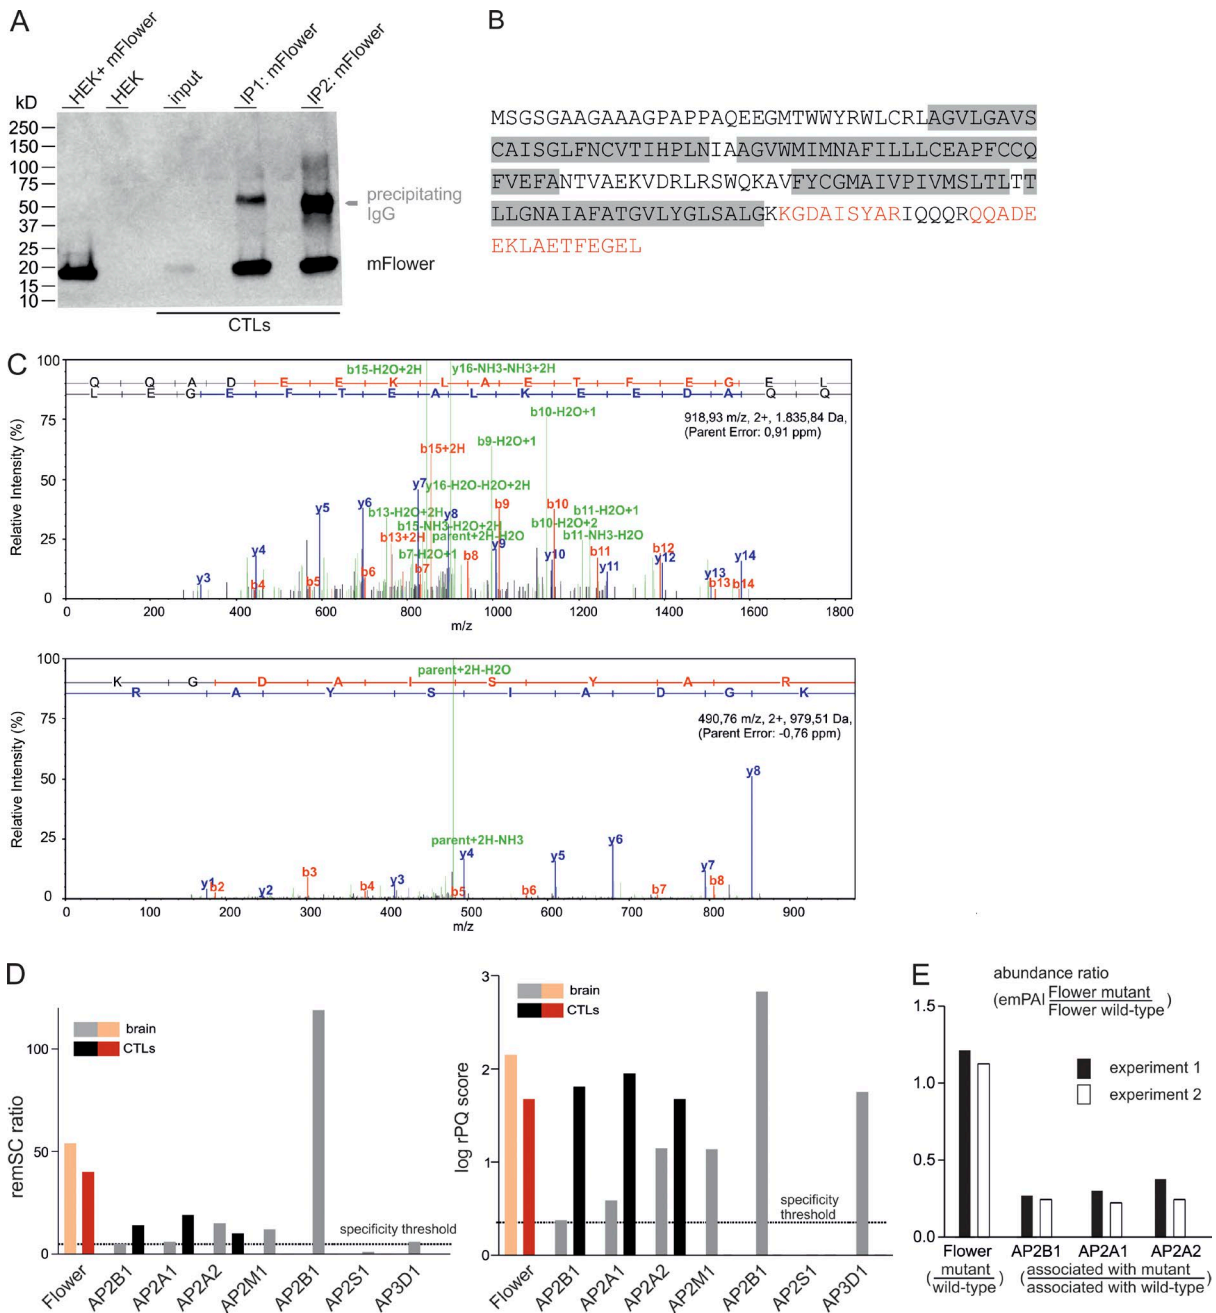 A
HEK+ mFlower
HEK
input
IP1: mFlower
IP2: mFlower
kD
250
150
100
75
50
37
25
20
15
10
precipitating
IgG
mFlower
CTLs
B
MSGSGAAGAAAGPAPPAQEEGMTWWYRWLCRLAGVLGAVS
CAISGLFNCVTIHPLNIAAGVWMIMNAFILLLCEAPFCCQ
FVEFANTVAEKVDRLRSWQKAVFYCGMAIVPIVMSLTLTT
LLGNAIAFATGVLYGLSALGKKGDAISYARIQQQRQQADE
EKLAETFEGEL
C
100
75
50
25
0
Relative Intensity (%)
Q Q A D E E K L A E T F E G E L
L E G E F T E A L K E E D A Q Q
918,93 m/z, 2+, 1.835,84 Da,
(Parent Error: 0,91 ppm)
b15-H2O+2H
y16-NH3-NH3+2H
b10-H2O+1
b9-H2O+1
b15+2H
y16-H2O-H2O+2H
b13-H2O+2H
b15-NH3-H2O+2H
b13+2H
parent+2H-H2O
b7-H2O+1
b11-H2O+1
b10-H2O+2
b11-NH3-H2O
y3
y4
y5
y6
y7
y8
y9
y10
y11
y12
y13
y14
b4
b5
b6
b7
b8
b9
b10
b11
b12
b13
b14
0 200 400 600 800 1000 1200 1400 1600 1800
m/z
100
75
50
25
0
Relative Intensity (%)
K G D A I S Y A R
R A Y S I A D G K
490,76 m/z, 2+, 979,51 Da,
(Parent Error: -0,76 ppm)
parent+2H-H2O
parent+2H-NH3
y1
b2
y2
b3
b4
y3
y4
b5
b6
y5
y6
b7
y7
b8
y8
0 100 200 300 400 500 600 700 800 900
m/z
D
remSC ratio
100
50
0
brain
CTLs
specificity threshold
Flower
AP2B1
AP2A1
AP2A2
AP2M1
AP2B1
AP2S1
AP3D1
log rPQ score
3
2
1
0
brain
CTLs
specificity
threshold
Flower
AP2B1
AP2A1
AP2A2
AP2M1
AP2B1
AP2S1
AP3D1
E
abundance ratio
(emPAI Flower mutant
Flower wild-type )
1.5
1.0
0.5
0.0
experiment 1
experiment 2
Flower AP2B1 AP2A1 AP2A2
( mutant
wild-type )
( associated with mutant
associated with wild-type )